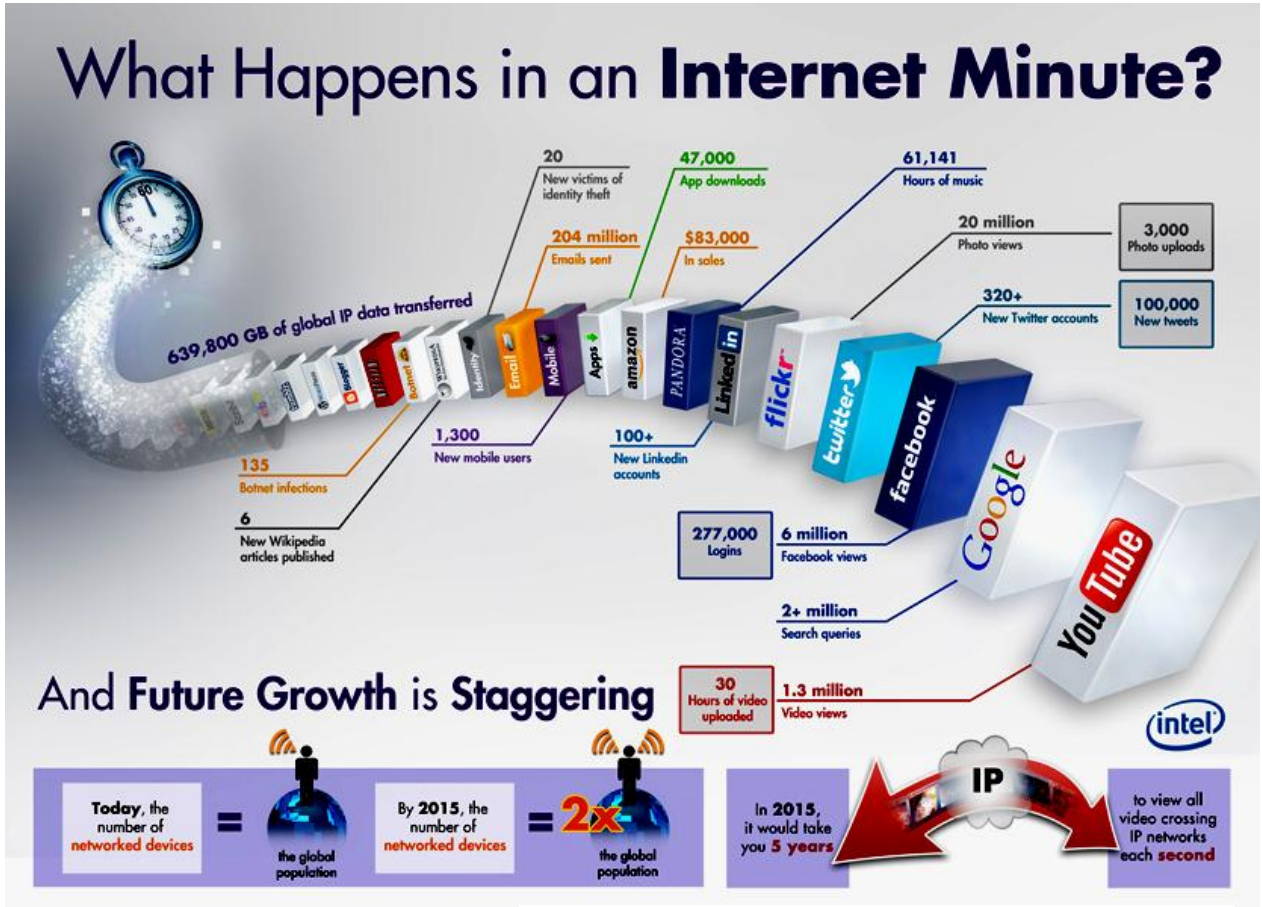 What Happens in an Internet Minute?
60
20
New victims of
identity theft
47,000
App downloads
61,141
Hours of music
204 million
Emails sent
$83,000
In sales
20 million
Photo views
3,000
Photo uploads
320+
New Twitter accounts
100,000
New tweets
639,800 GB of global IP data transferred
Blogger
Botnet
WIKIPEDIA
Identity
Email
Mobile
Apps
amazon
PANDORA
Linked in
flickr
twitter
facebook
Google
YouTube
135
Botnet infections
6
New Wikipedia
articles published
1,300
New mobile users
100+
New Linkedin
accounts
277,000
Logins
6 million
Facebook views
2+ million
Search queries
30
Hours of video
uploaded
1.3 million
Video views
And Future Growth is Staggering
intel
Today, the
number of
networked devices
=
the global
population
By 2015, the
number of
networked devices
=
2x
the global
population
In 2015,
it would take
you 5 years
IP
to view all
video crossing
IP networks
each second